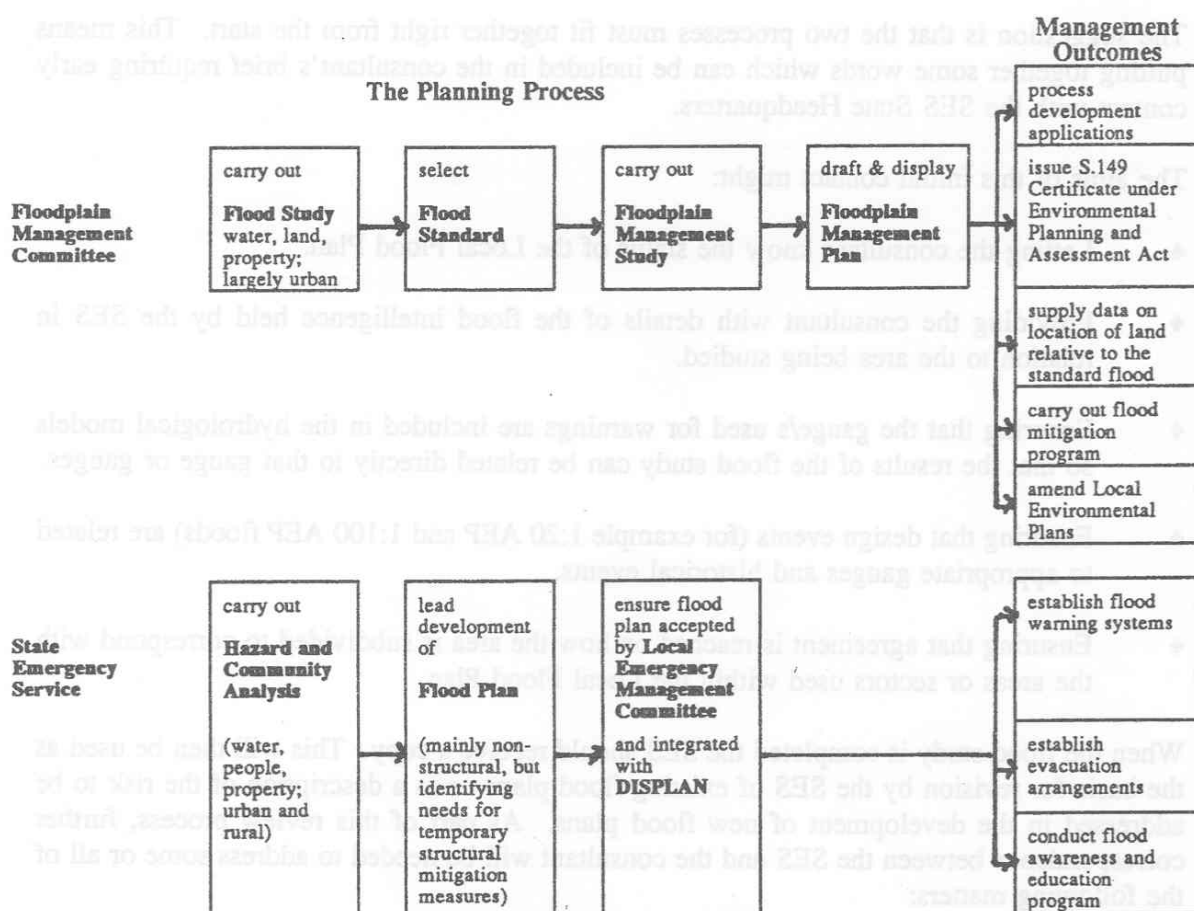 Management
Outcomes
The Planning Process
Floodplain
Management
Committee
carry out
Flood Study
water, land,
property;
largely urban
select
Flood
Standard
carry out
Floodplain
Management
Study
draft & display
Floodplain
Management
Plan
process
development
applications
issue S.149
Certificate under
Environmental
Planning and
Assessment Act
supply data on
location of land
relative to the
standard flood
carry out flood
mitigation
program
amend Local
Environmental
Plans
State
Emergency
Service
carry out
Hazard and
Community
Analysis
(water,
people,
property;
urban and
rural)
lead
development
of
Flood Plan
(mainly non-
structural, but
identifying
needs for
temporary
structural
mitigation
measures)
ensure flood
plan accepted
by Local
Emergency
Management
Committee
and integrated
with
DISPLAN
establish flood
warning systems
establish
evacuation
arrangements
conduct flood
awareness and
education
program